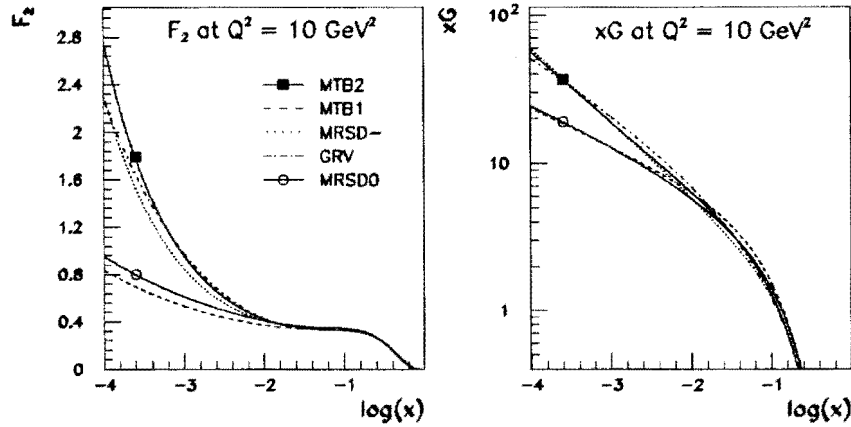 F₂
2.8
2.4
2
1.6
1.2
0.8
0.4
0
F₂ at Q² = 10 GeV²
MTB2
MTB1
MRSD-
GRV
MRSD0
-4 -3 -2 -1
log(x)
xG
10²
10
1
xG at Q² = 10 GeV²
-4 -3 -2 -1
log(x)